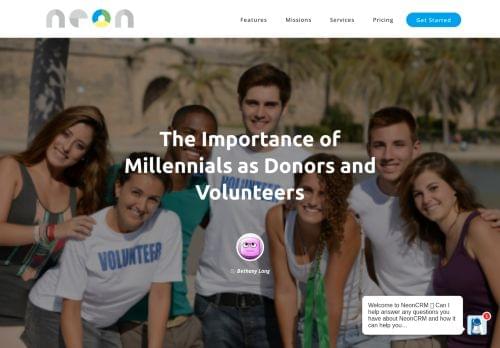 neon
Features
Missions
Services
Pricing
Get Started
The Importance of
Millennials as Donors and
Volunteers
VOLUNTEER
VOLUNTEER
By Bethany Lang
Welcome to NeonCRM Can I
help answer any questions you
have about NeonCRM and how it
can help you...
1